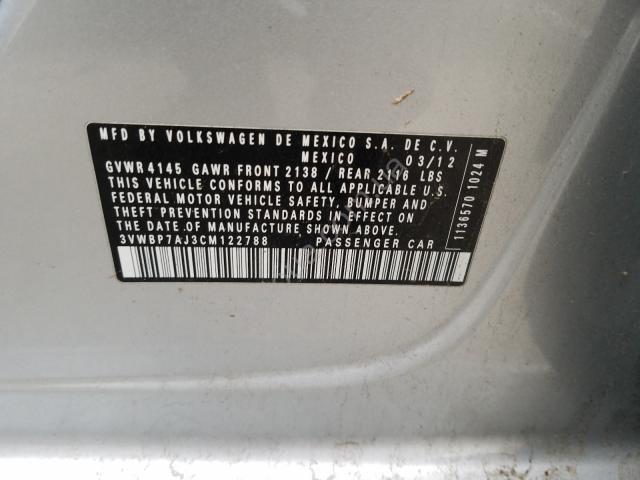 MFD BY VOLKSWAGEN DE MEXICO S.A. DE C.V.
MEXICO 03/12
GVWR 4145 GAWR FRONT 2138 / REAR LBS
THIS VEHICLE CONFORMS TO ALL APPLICABLE U.S.
FEDERAL MOTOR VEHICLE SAFETY, BUMPER AND
THEFT PREVENTION STANDARDS IN EFFECT ON
DATE OF MANUFACTURE SHOWN ABOVE.
3VWBP7AJ3CM122788 PASSENGER CAR
1136570 1024 M